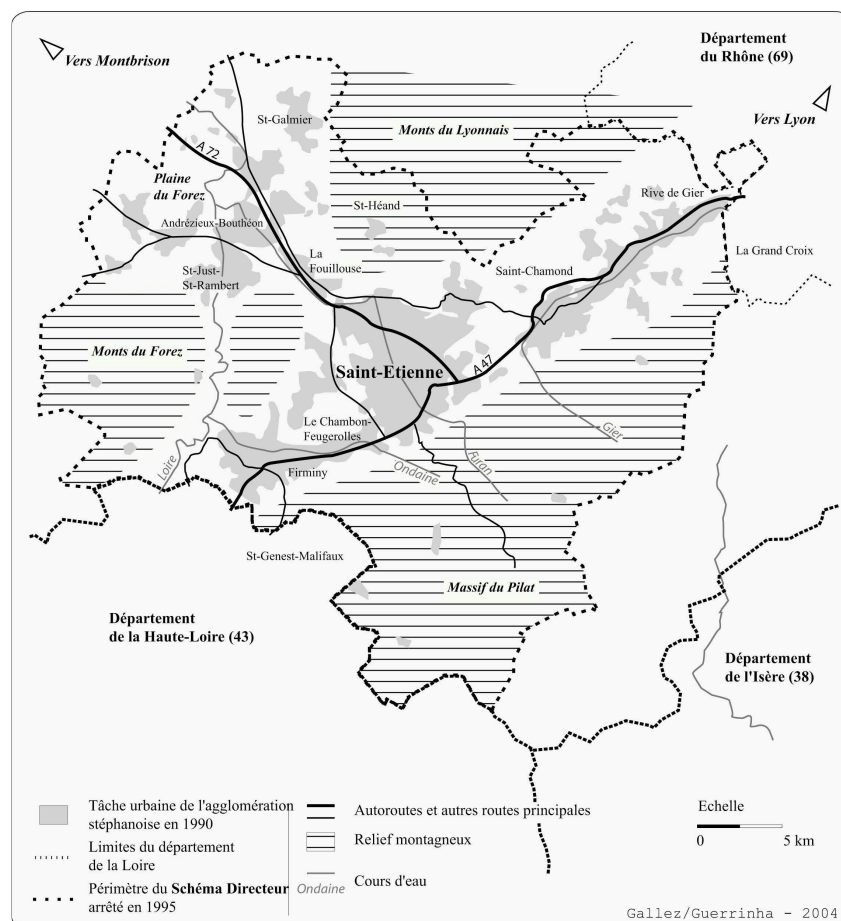 Département
du Rhône (69)
Vers Montbrison
Vers Lyon
St-Galmier
Monts du Lyonnais
A 72
Plaine
du Forez
Rive de Gier
St-Héand
Andrézieux-Bouthéon
La
Fouillouse
Saint-Chamond
La Grand Croix
St-Just-
St-Rambert
Monts du Forez
Saint-Etienne
A 47
Le Chambon-
Feugerolles
Gier
Furan
Ondaine
Loire
Firminy
St-Genest-Malifaux
Massif du Pilat
Département
de la Haute-Loire (43)
Département
de l'Isère (38)
Tâche urbaine de l'agglomération
stéphanoise en 1990
Limites du département
de la Loire
Périmètre du Schéma Directeur
arrêté en 1995
Autoroutes et autres routes principales
Relief montagneux
Ondaine
Cours d'eau
Echelle
0 5 km
Gallez/Guerrinha - 2004